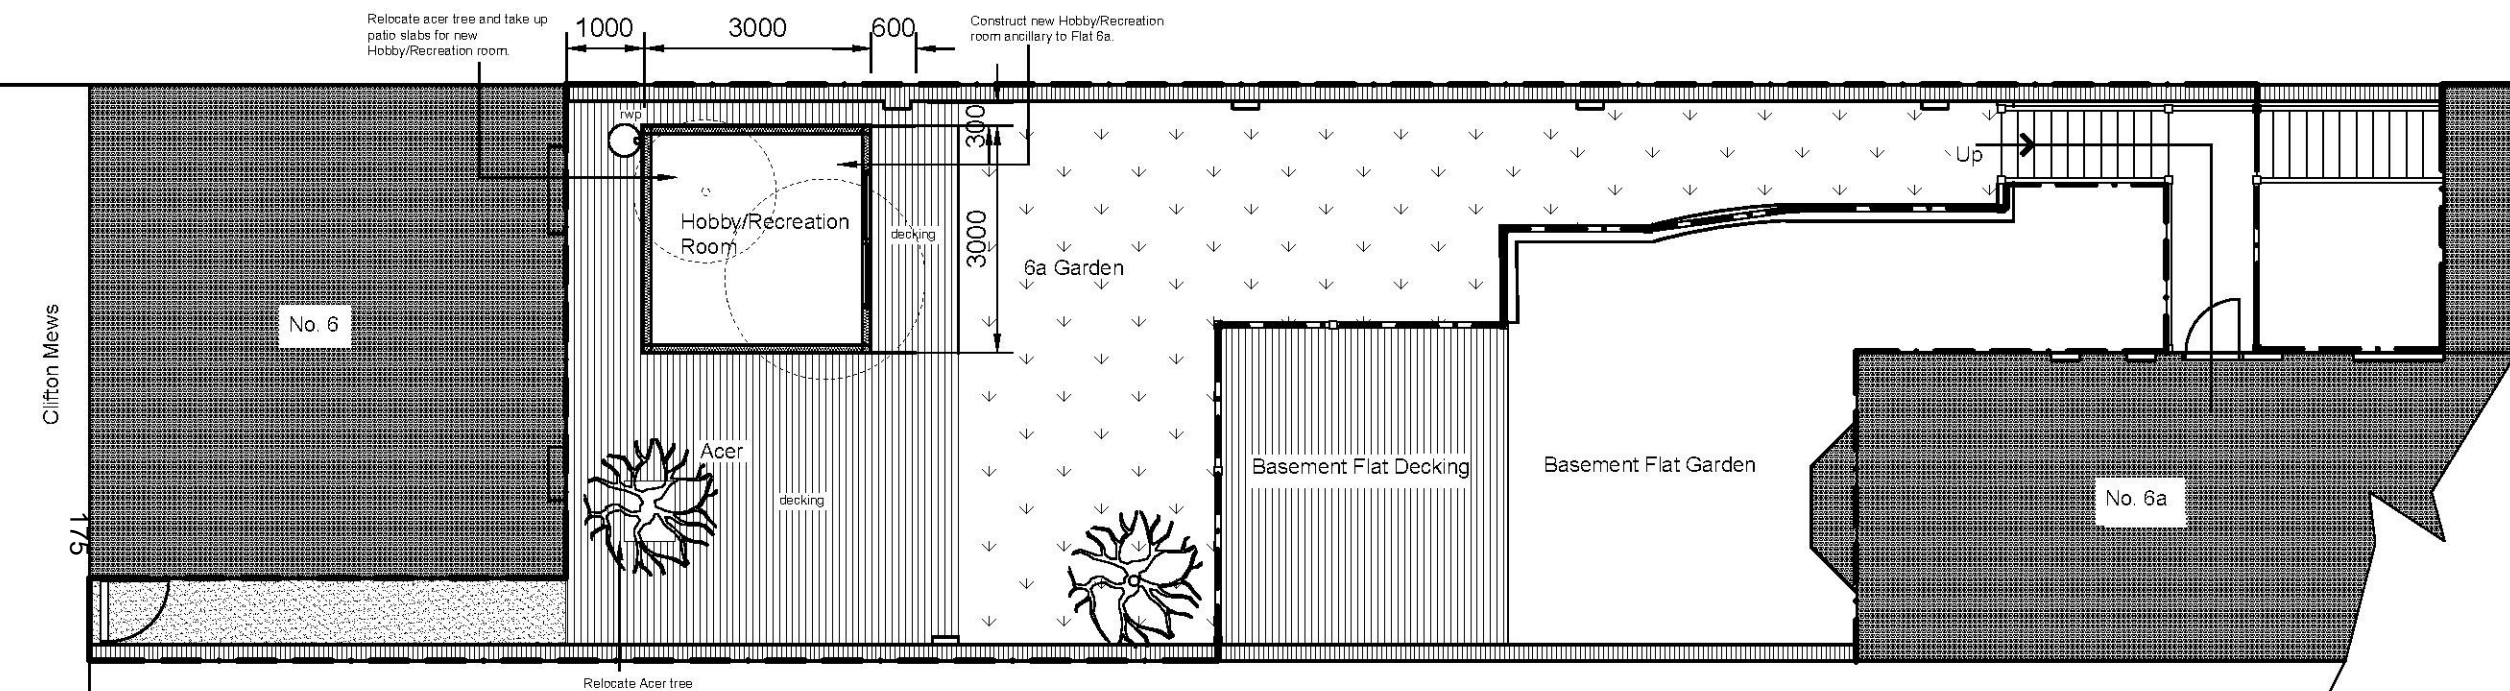 Relocate acer tree and take up
patio slabs for new
Hobby/Recreation room.
1000
3000
600
Construct new Hobby/Recreation
room ancillary to Flat 6a.
rwp
300
Up
Hobby/Recreation
Room
decking
3000
6a Garden
No. 6
Clifton Mews
Acer
Basement Flat Decking
Basement Flat Garden
decking
No. 6a
175
Relocate Acer tree